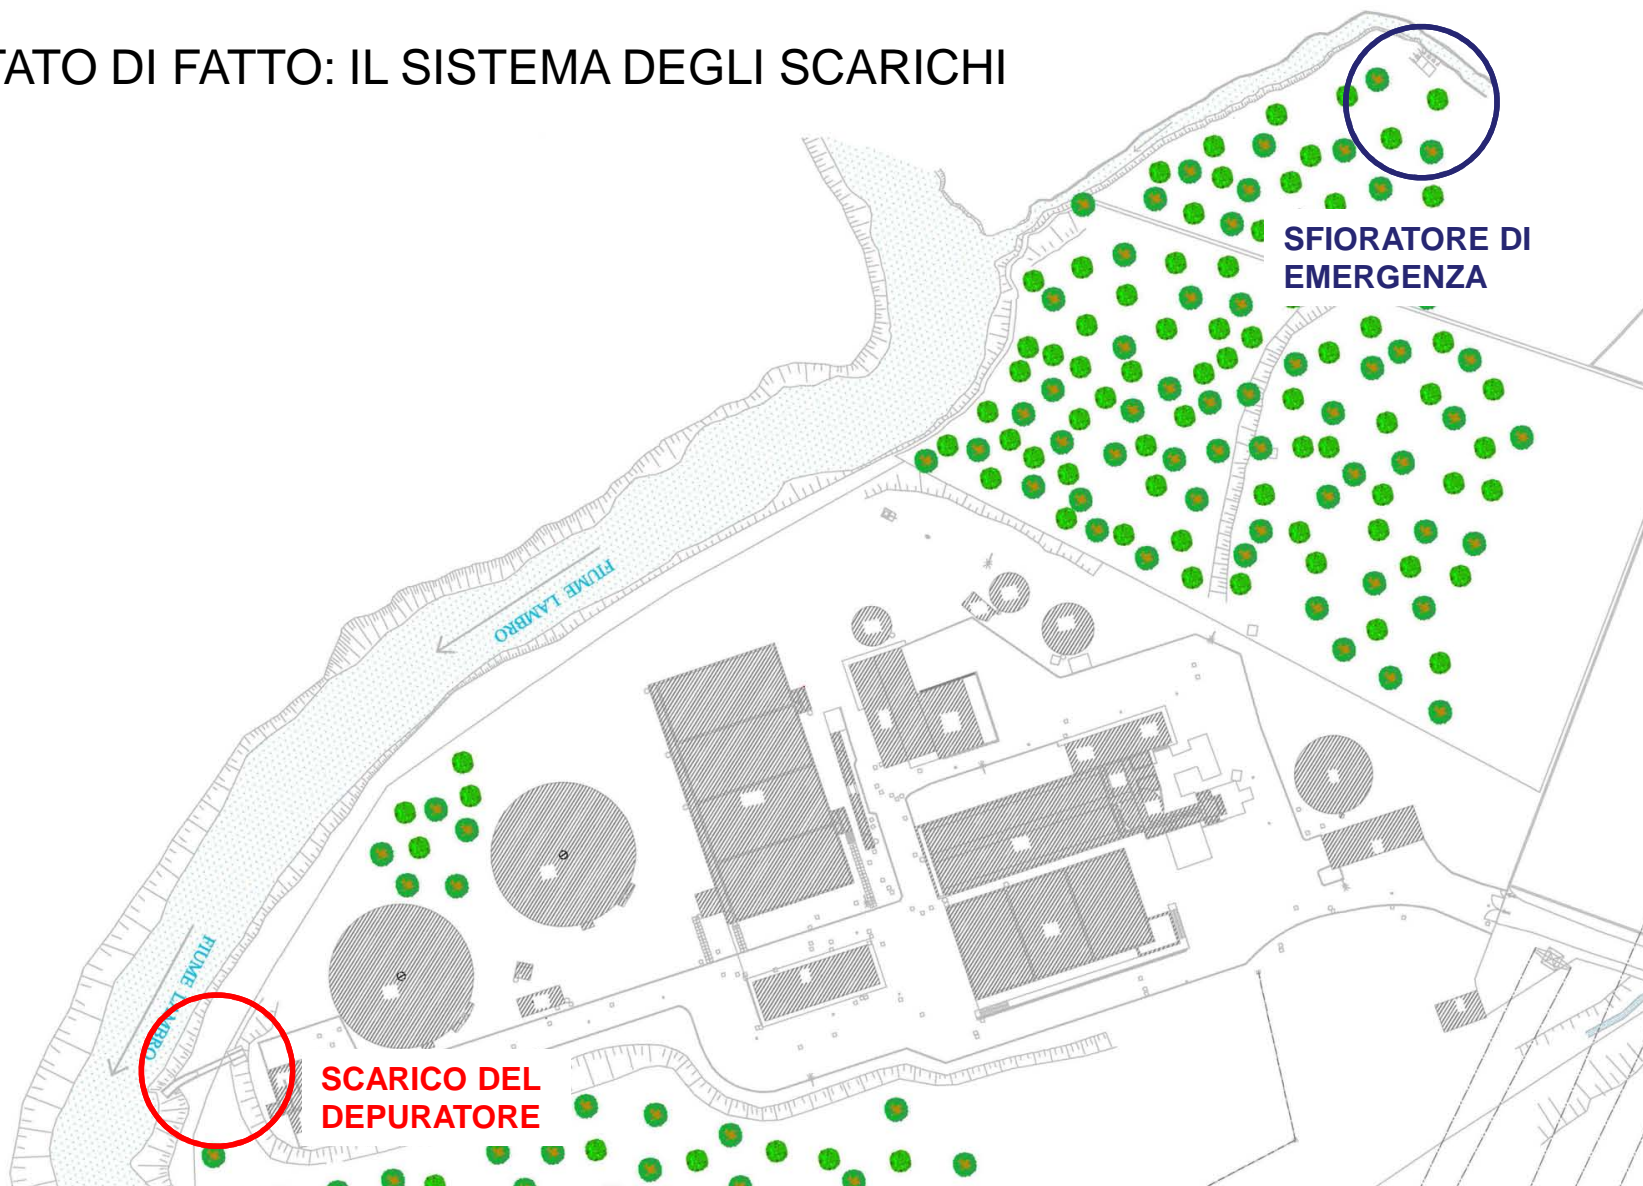 TATO DI FATTO: IL SISTEMA DEGLI SCARICHI
SFIORATORE DI
EMERGENZA
FIUME LAMBRO
FIUME LAMBRO
SCARICO DEL
DEPURATORE